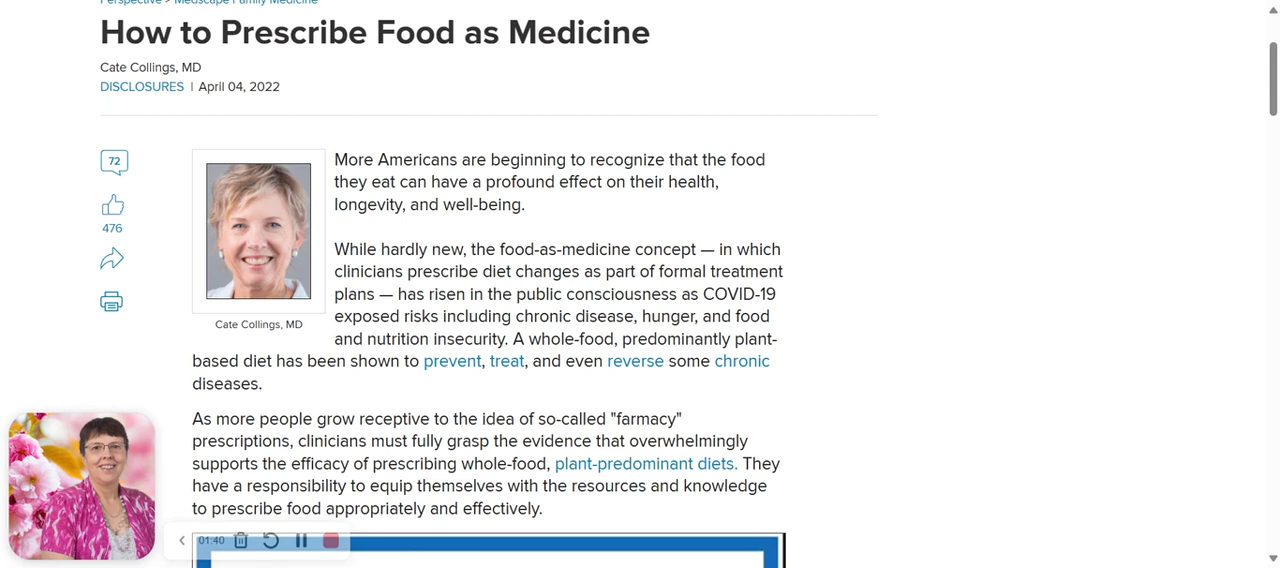 Perspective > Medscape Family Medicine
How to Prescribe Food as Medicine
Cate Collings, MD
DISCLOSURES | April 04, 2022
72
476
Cate Collings, MD
More Americans are beginning to recognize that the food
they eat can have a profound effect on their health,
longevity, and well-being.
While hardly new, the food-as-medicine concept — in which
clinicians prescribe diet changes as part of formal treatment
plans — has risen in the public consciousness as COVID-19
exposed risks including chronic disease, hunger, and food
and nutrition insecurity. A whole-food, predominantly plant-
based diet has been shown to prevent, treat, and even reverse some chronic
diseases.
As more people grow receptive to the idea of so-called "farmacy"
prescriptions, clinicians must fully grasp the evidence that overwhelmingly
supports the efficacy of prescribing whole-food, plant-predominant diets. They
have a responsibility to equip themselves with the resources and knowledge
to prescribe food appropriately and effectively.
01:40